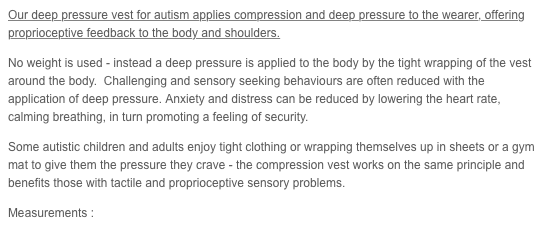 Our deep pressure vest for autism applies compression and deep pressure to the wearer, offering
proprioceptive feedback to the body and shoulders.
No weight is used - instead a deep pressure is applied to the body by the tight wrapping of the vest
around the body.  Challenging and sensory seeking behaviours are often reduced with the
application of deep pressure. Anxiety and distress can be reduced by lowering the heart rate,
calming breathing, in turn promoting a feeling of security.
Some autistic children and adults enjoy tight clothing or wrapping themselves up in sheets or a gym
mat to give them the pressure they crave - the compression vest works on the same principle and
benefits those with tactile and proprioceptive sensory problems.
Measurements :